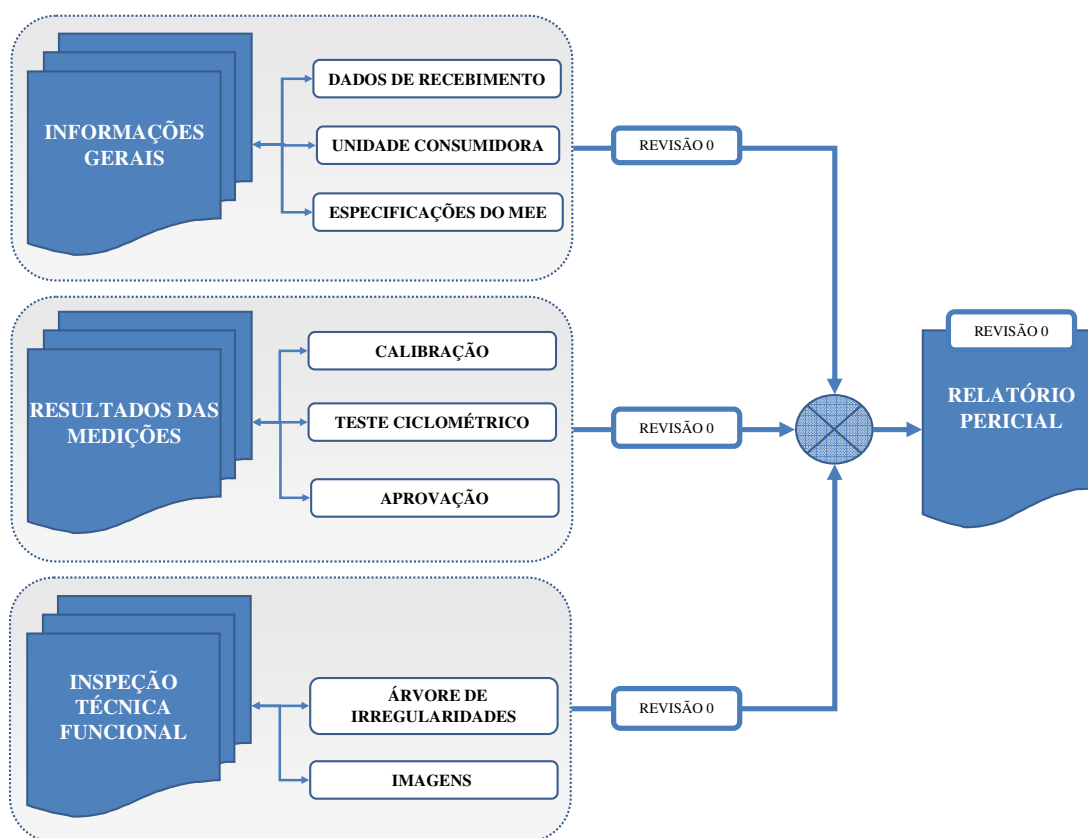 INFORMAÇÕES
GERAIS
DADOS DE RECEBIMENTO
UNIDADE CONSUMIDORA
ESPECIFICAÇÕES DO MEE
REVISÃO 0
RESULTADOS DAS
MEDIÇÕES
CALIBRAÇÃO
TESTE CICLOMÉTRICO
APROVAÇÃO
REVISÃO 0
INSPEÇÃO
TÉCNICA
FUNCIONAL
ÁRVORE DE
IRREGULARIDADES
IMAGENS
REVISÃO 0
REVISÃO 0
RELATÓRIO
PERICIAL